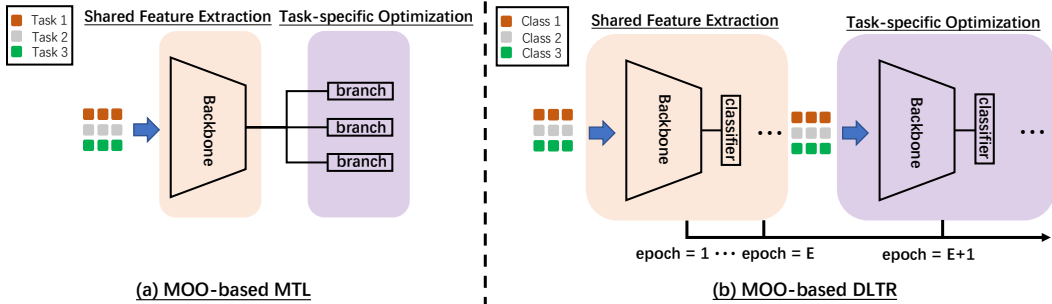 Task 1
Task 2
Task 3
Shared Feature Extraction
Task-specific Optimization
Backbone
branch
branch
branch
(a) MOO-based MTL
Class 1
Class 2
Class 3
Shared Feature Extraction
Task-specific Optimization
Backbone
classifier
•••
Backbone
classifier
•••
epoch = 1 ••• epoch = E
epoch = E+1
(b) MOO-based DLTR